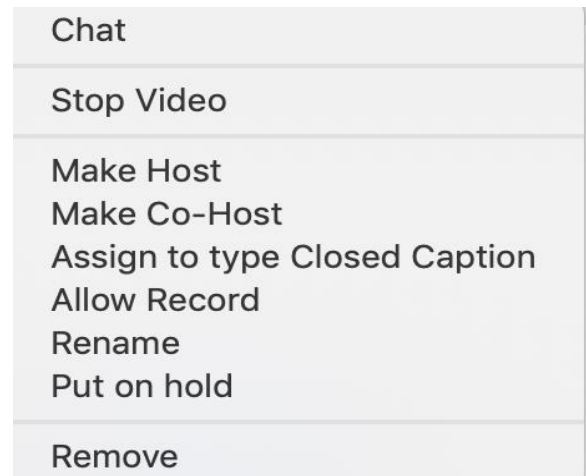 Chat
Stop Video
Make Host
Make Co-Host
Assign to type Closed Caption
Allow Record
Rename
Put on hold
Remove